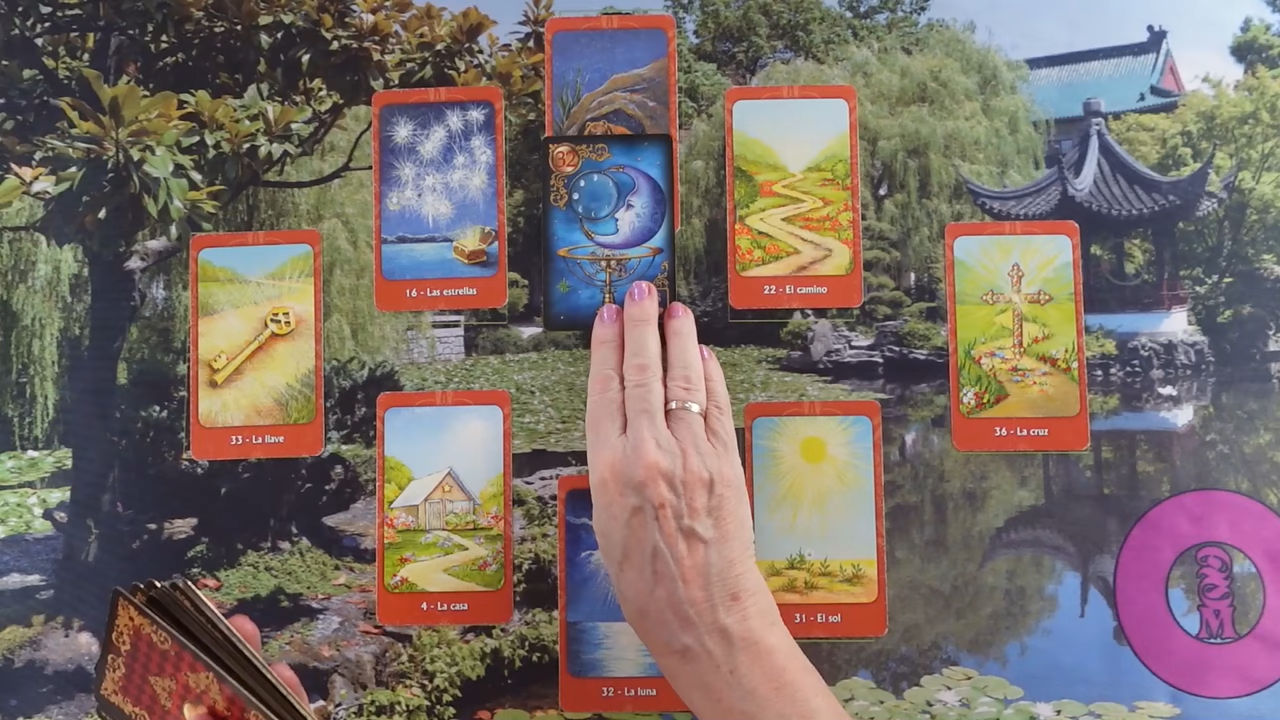 16 - Las estrellas
32
22 - El camino
33 - La llave
36 - La cruz
4 - La casa
31 - El sol
32 - La luna